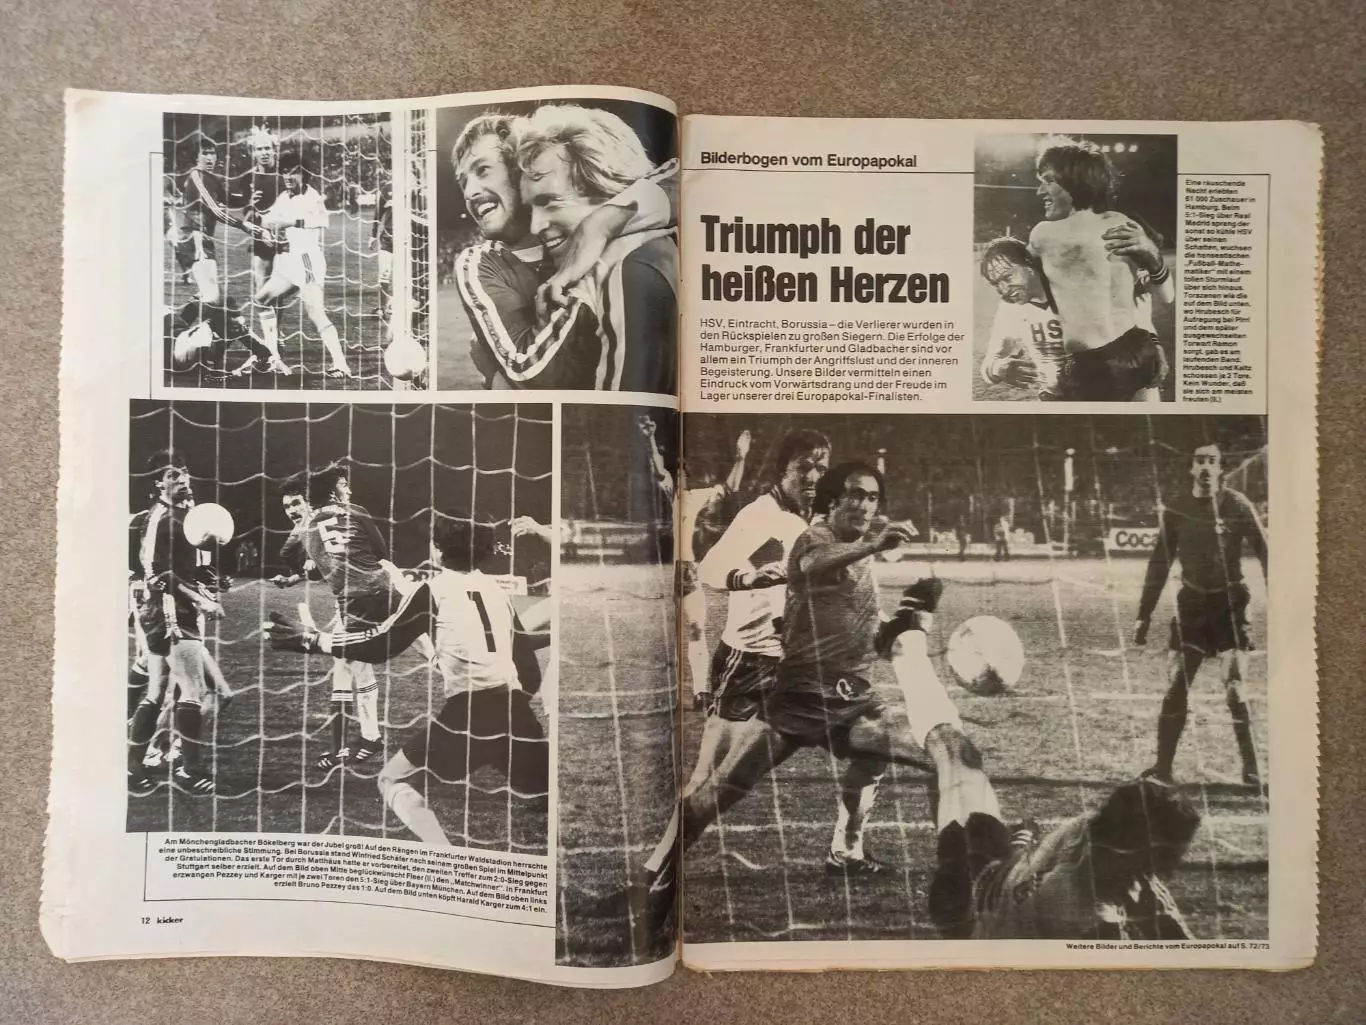 Am Mönchengladbacher Bökelberg war der Jubel groß! Auf den Rängen im Frankfurter Waldstadion herrschte
eine unbeschreibliche Stimmung. Bei Borussia stand Winfried Schäfer nach seinem großen Spiel im Mittelpunkt
der Gratulationen. Das erste Tor durch Matthäus hatte er vorbereitet, den zweiten Treffer zum 2:0-Sieg gegen
Stuttgart selber erzielt. Auf dem Bild oben Mitte beglückwünscht Fleer (li.) den „Matchwinner“. In Frankfurt
erzwangen Pezzey und Karger mit je zwei Toren den 5:1-Sieg über Bayern München. Auf dem Bild oben links
erzielt Bruno Pezzey das 1:0. Auf dem Bild unten köpft Harald Karger zum 4:1 ein.
12 kicker
5
1
Bilderbogen vom Europapokal
Triumph der
heißen Herzen
HSV, Eintracht, Borussia – die Verlierer wurden in
den Rückspielen zu großen Siegern. Die Erfolge der
Hamburger, Frankfurter und Gladbacher sind vor
allem ein Triumph der Angriffslust und der inneren
Begeisterung. Unsere Bilder vermitteln einen
Eindruck vom Vorwärtsdrang und der Freude im
Lager unserer drei Europapokal-Finalisten.
HS
Eine rauschende
Nacht erlebten
61 000 Zuschauer in
Hamburg. Beim
5:1-Sieg über Real
Madrid sprang der
sonst so kühle HSV
über seinen
Schatten, wuchsen
die hanseatischen
„Fußball-Mathe-
matiker“ mit einem
tollen Sturmlauf
über sich hinaus.
Torszenen wie die
auf dem Bild unten,
wo Hrubesch für
Aufregung bei Pirri
und dem später
ausgewechselten
Torwart Ramon
sorgt, gab es am
laufenden Band.
Hrubesch und Kaltz
schossen je 2 Tore.
Kein Wunder, daß
sie sich am meisten
freuten (li.)
Coca
Weitere Bilder und Berichte vom Europapokal auf S. 72/73